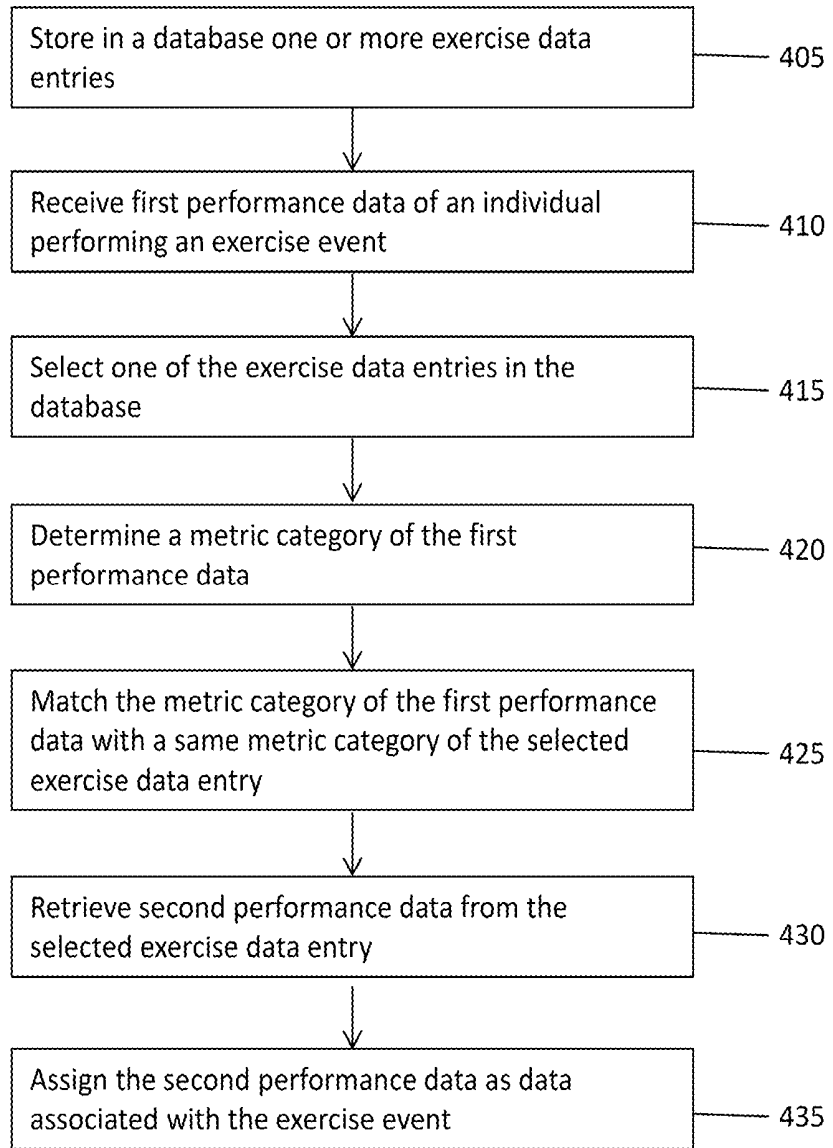 Store in a database one or more exercise data
entries
405
Receive first performance data of an individual
performing an exercise event
410
Select one of the exercise data entries in the
database
415
Determine a metric category of the first
performance data
420
Match the metric category of the first performance
data with a same metric category of the selected
exercise data entry
425
Retrieve second performance data from the
selected exercise data entry
430
Assign the second performance data as data
associated with the exercise event
435